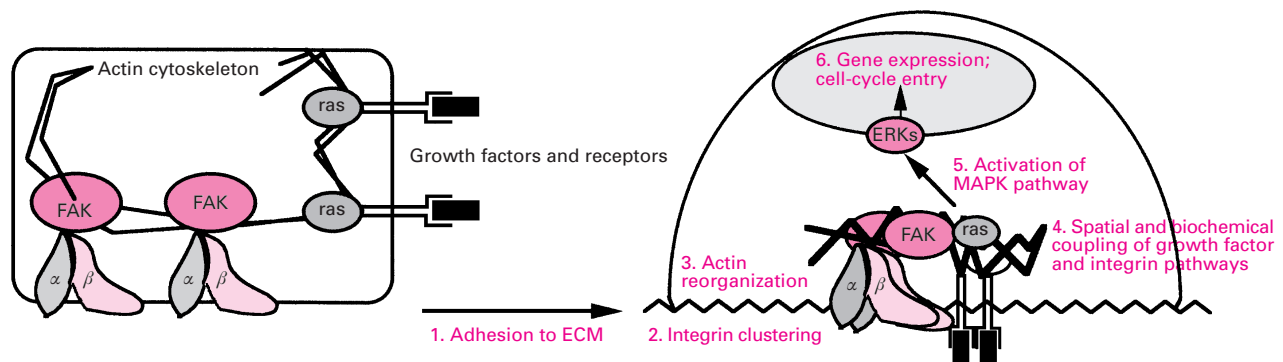 Actin cytoskeleton
ras
Growth factors and receptors
FAK
FAK
ras
α
β
α
β
1. Adhesion to ECM
2. Integrin clustering
3. Actin
reorganization
α
β
FAK
ras
4. Spatial and biochemical
coupling of growth factor
and integrin pathways
5. Activation of
MAPK pathway
ERKs
6. Gene expression;
cell-cycle entry